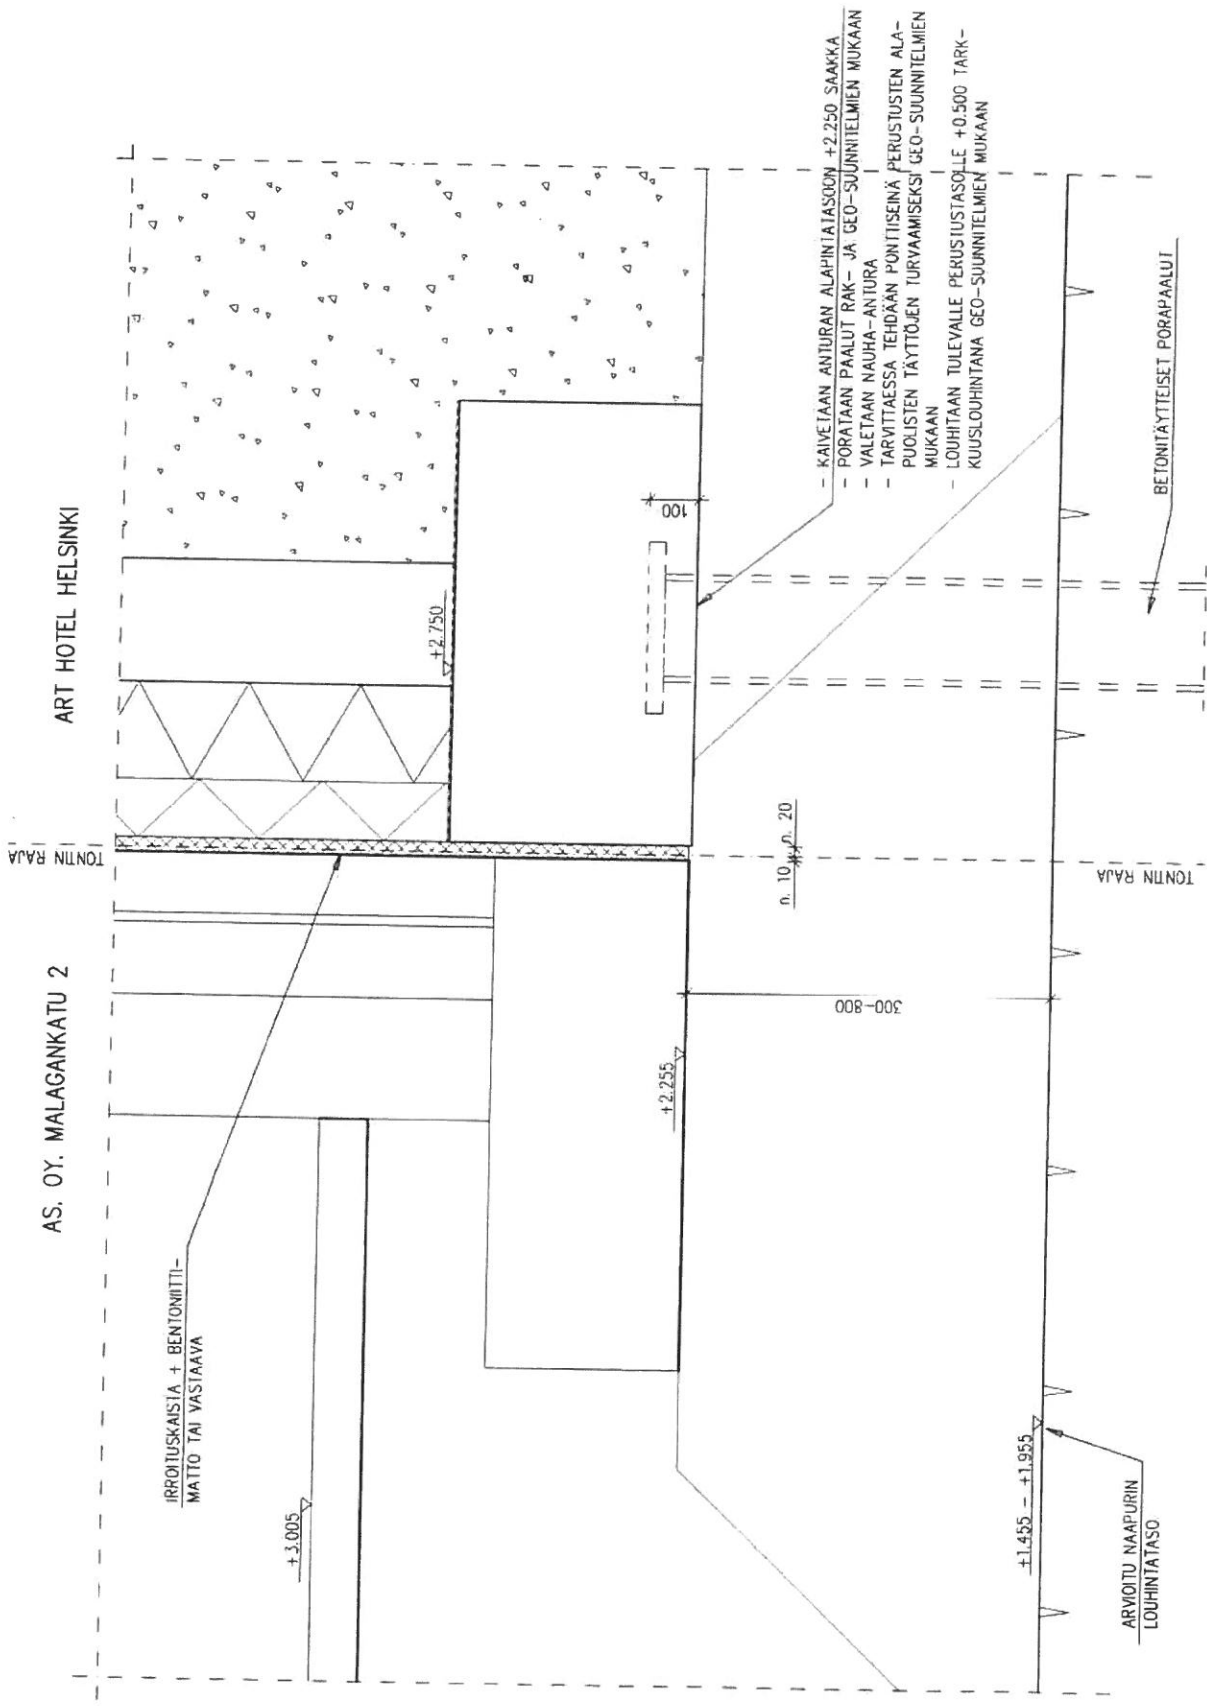 AS. OY. MALAGANKATU 2
ART HOTEL HELSINKI
TONTIN RAJA
IRROITUSKAISTA + BENTONIITTI-
MATTO TAI VASTAAVA
+3.005
+2.750
100
+2.255
300-800
n. 10
n. 20
- KAIVETAAN ANTURAN ALAPINTATASOON +2.250 SAAKKA
- PORATAAN PAALUT RAK- JA GEO-SUUNNITELMIEN MUKAAN
- VALETAAN NAUHA-ANTURA
- TARVITTAESSA TEHDÄÄN PONTTISEINÄ PERUSTUSTEN ALA-
PUOLISTEN TÄYTTÖJEN TURVAAMISEKSI GEO-SUUNNITELMIEN
MUKAAN
- LOUHITAAN TULEVALLE PERUSTUSTASOLLE +0.500 TARK-
KUUSLOUHINTANA GEO-SUUNNITELMIEN MUKAAN
+1.455 - +1.955
ARVIOITU NAAPURIN
LOUHINTATASO
TONTIN RAJA
BETONITÄYTTEISET PORAPAALUT